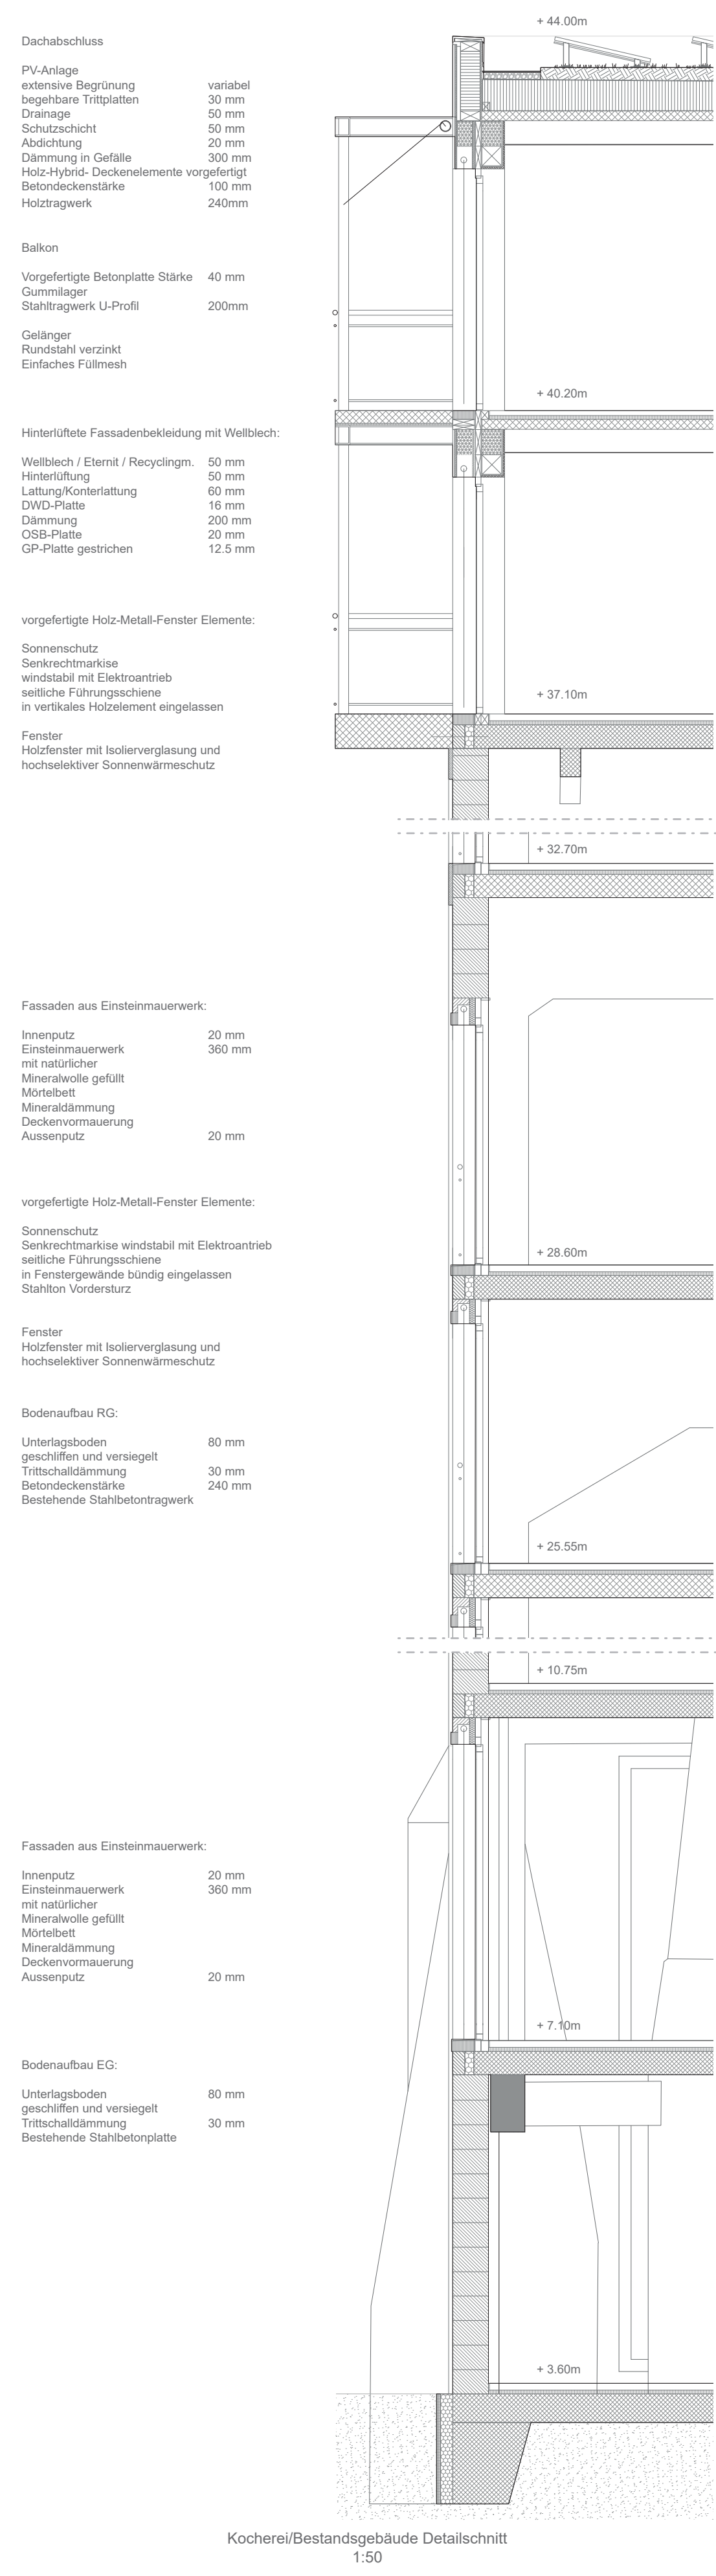 + 44.00m
Dachabschluss
PV-Anlage
extensive Begrünung variabel
begehbare Trittplatten 30 mm
Drainage 50 mm
Schutzschicht 50 mm
Abdichtung 20 mm
Dämmung in Gefälle 300 mm
Holz-Hybrid- Deckenelemente vorgefertigt
Betondeckenstärke 100 mm
Holztragwerk 240mm
Balkon
Vorgefertigte Betonplatte Stärke 40 mm
Gummilager
Stahltragwerk U-Profil 200mm
Gelänger
Rundstahl verzinkt
Einfaches Füllmesh
+ 40.20m
Hinterlüftete Fassadenbekleidung mit Wellblech:
Wellblech / Eternit / Recyclingm. 50 mm
Hinterlüftung 50 mm
Lattung/Konterlattung 60 mm
DWD-Platte 16 mm
Dämmung 200 mm
OSB-Platte 20 mm
GP-Platte gestrichen 12.5 mm
vorgefertigte Holz-Metall-Fenster Elemente:
Sonnenschutz
Senkrechtmarkise
windstabil mit Elektroantrieb
seitliche Führungsschiene
in vertikales Holzelement eingelassen
+ 37.10m
Fenster
Holzfenster mit Isolierverglasung und
hochselektiver Sonnenwärmeschutz
+ 32.70m
Fassaden aus Einsteinmauerwerk:
Innenputz 20 mm
Einsteinmauerwerk 360 mm
mit natürlicher
Mineralwolle gefüllt
Mörtelbett
Mineraldämmung
Deckenvormauerung
Aussenputz 20 mm
vorgefertigte Holz-Metall-Fenster Elemente:
Sonnenschutz
Senkrechtmarkise windstabil mit Elektroantrieb
seitliche Führungsschiene
in Fenstergewände bündig eingelassen
Stahlton Vordersturz
+ 28.60m
Fenster
Holzfenster mit Isolierverglasung und
hochselektiver Sonnenwärmeschutz
Bodenaufbau RG:
Unterlagsboden 80 mm
geschliffen und versiegelt
Trittschalldämmung 30 mm
Betondeckenstärke 240 mm
Bestehende Stahlbetontragwerk
+ 25.55m
+ 10.75m
Fassaden aus Einsteinmauerwerk:
Innenputz 20 mm
Einsteinmauerwerk 360 mm
mit natürlicher
Mineralwolle gefüllt
Mörtelbett
Mineraldämmung
Deckenvormauerung
Aussenputz 20 mm
+ 7.10m
Bodenaufbau EG:
Unterlagsboden 80 mm
geschliffen und versiegelt
Trittschalldämmung 30 mm
Bestehende Stahlbetonplatte
+ 3.60m
Kocherei/Bestandsgebäude Detailschnitt
1:50